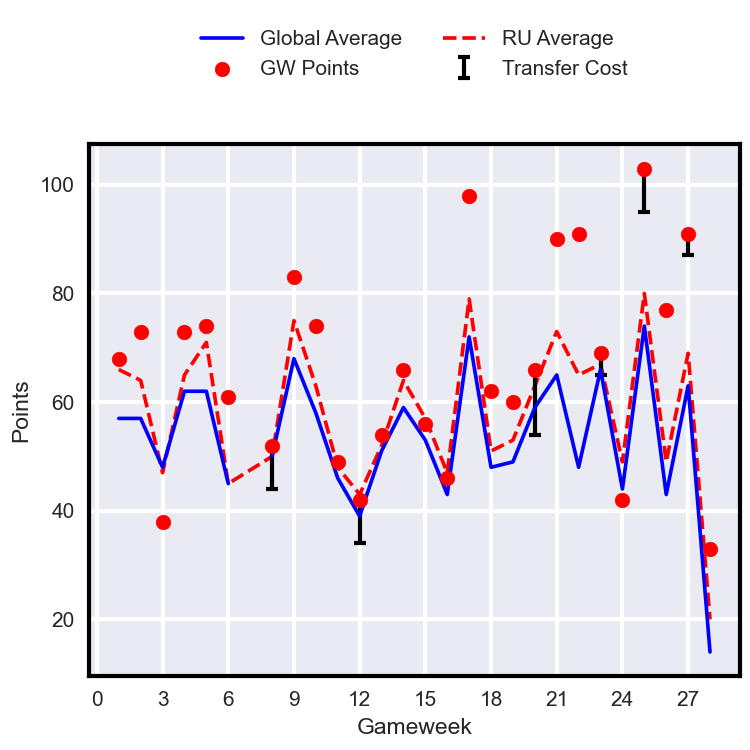 Global Average RU Average
GW Points Transfer Cost
100
80
60
40
20
Points
0 3 6 9 12 15 18 21 24 27
Gameweek